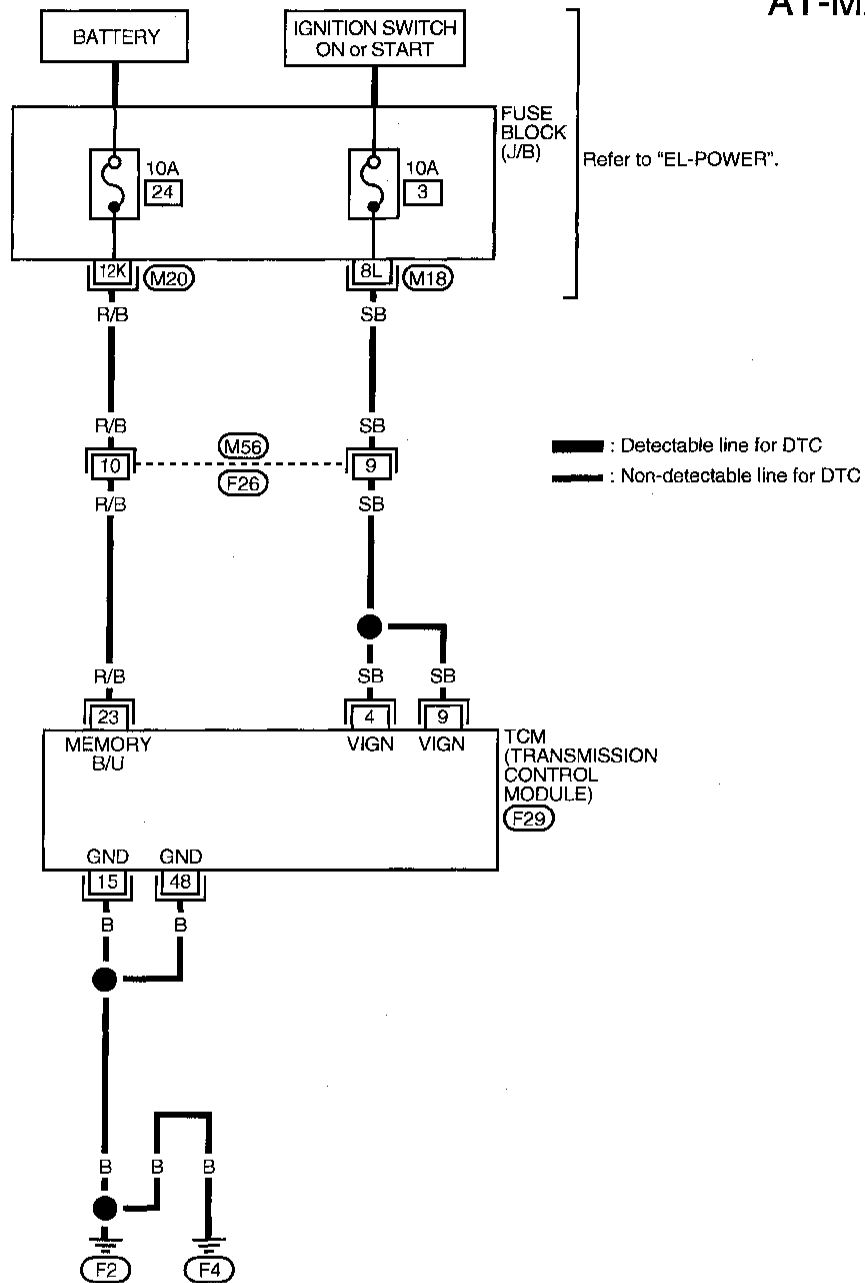 AT-M
BATTERY
IGNITION SWITCH
ON or START
FUSE
BLOCK
(J/B)
Refer to "EL-POWER".
10A
24
10A
3
12K
M20
8L
M18
R/B
SB
R/B
SB
M56
10
9
F26
R/B
SB
: Detectable line for DTC
: Non-detectable line for DTC
R/B
SB
SB
23
4
9
MEMORY
B/U
VIGN
VIGN
TCM
(TRANSMISSION
CONTROL
MODULE)
F29
GND
GND
15
48
B
B
B
B
B
F2
F4